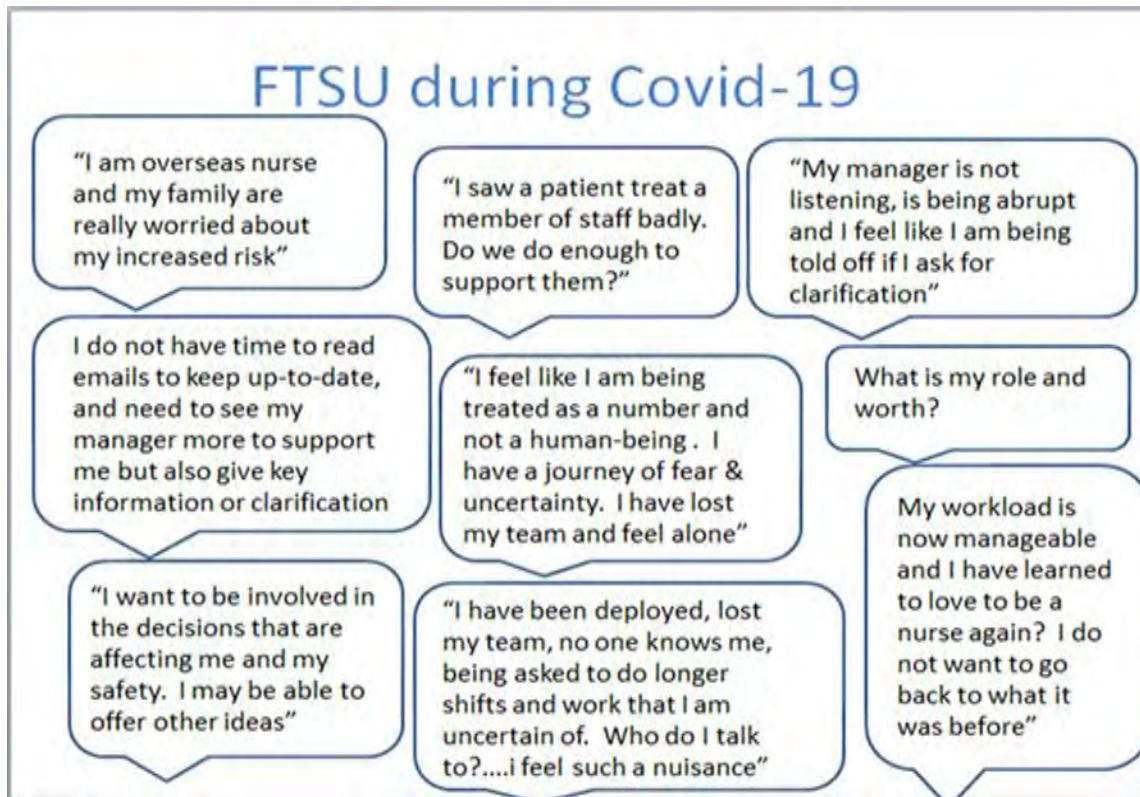 FTSU during Covid-19
“I am overseas nurse
and my family are
really worried about
my increased risk”
“I saw a patient treat a
member of staff badly.
Do we do enough to
support them?”
“My manager is not
listening, is being abrupt
and I feel like I am being
told off if I ask for
clarification”
I do not have time to read
emails to keep up-to-date,
and need to see my
manager more to support
me but also give key
information or clarification
“I feel like I am being
treated as a number and
not a human-being .  I
have a journey of fear &
uncertainty.  I have lost
my team and feel alone”
What is my role and
worth?
“I want to be involved in
the decisions that are
affecting me and my
safety.  I may be able to
offer other ideas”
“I have been deployed, lost
my team, no one knows me,
being asked to do longer
shifts and work that I am
uncertain of.  Who do I talk
to?....i feel such a nuisance”
My workload is
now manageable
and I have learned
to love to be a
nurse again?  I do
not want to go
back to what it
was before”